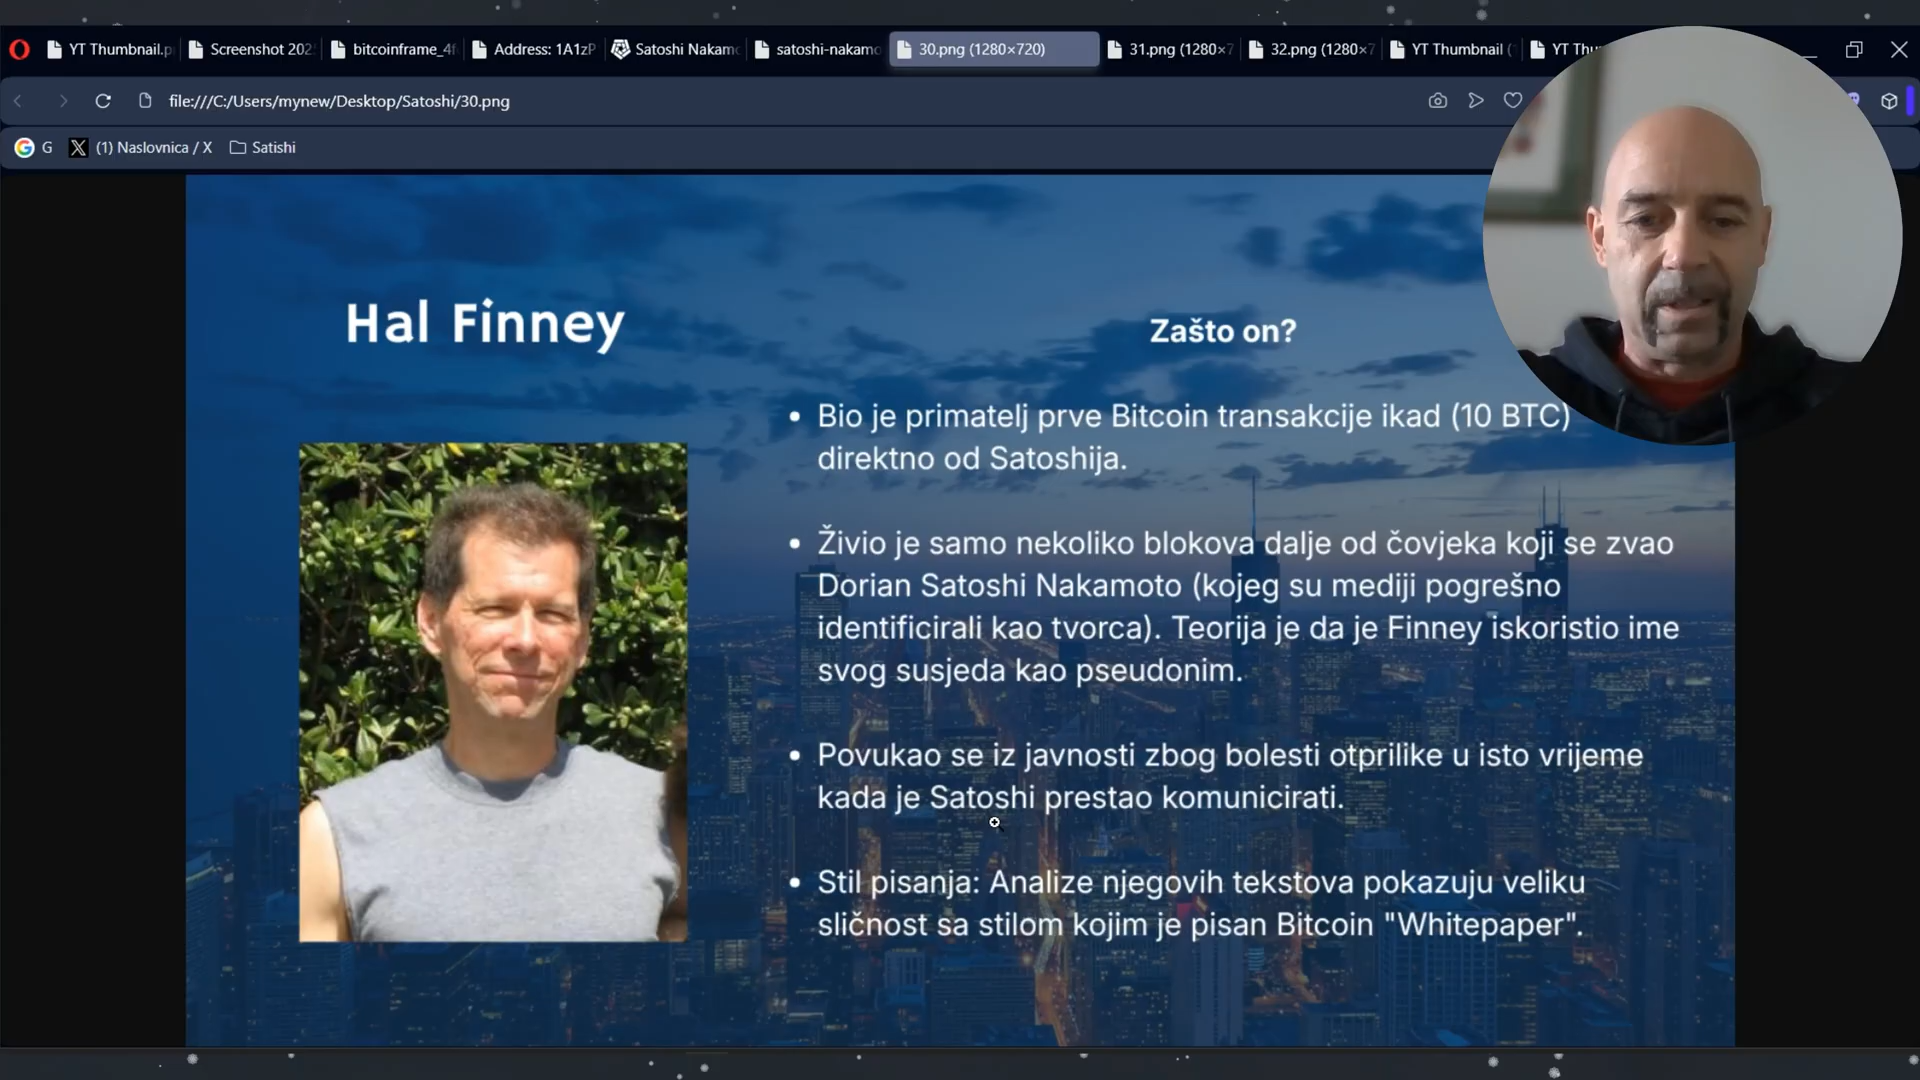 YT Thumbnail.p
Screenshot 202
bitcoinframe_4f
Address: 1A1zP
Satoshi Nakamo
satoshi-nakamo
30.png (1280×720)
31.png (1280×7
32.png (1280×7
YT Thumbnail (
YT Thu
file:///C:/Users/mynew/Desktop/Satoshi/30.png
G
(1) Naslovnica / X
Satishi
Hal Finney
Zašto on?
• Bio je primatelj prve Bitcoin transakcije ikad (10 BTC)
direktno od Satoshija.
• Živio je samo nekoliko blokova dalje od čovjeka koji se zvao
Dorian Satoshi Nakamoto (kojeg su mediji pogrešno
identificirali kao tvorca). Teorija je da je Finney iskoristio ime
svog susjeda kao pseudonim.
• Povukao se iz javnosti zbog bolesti otprilike u isto vrijeme
kada je Satoshi prestao komunicirati.
• Stil pisanja: Analize njegovih tekstova pokazuju veliku
sličnost sa stilom kojim je pisan Bitcoin "Whitepaper".